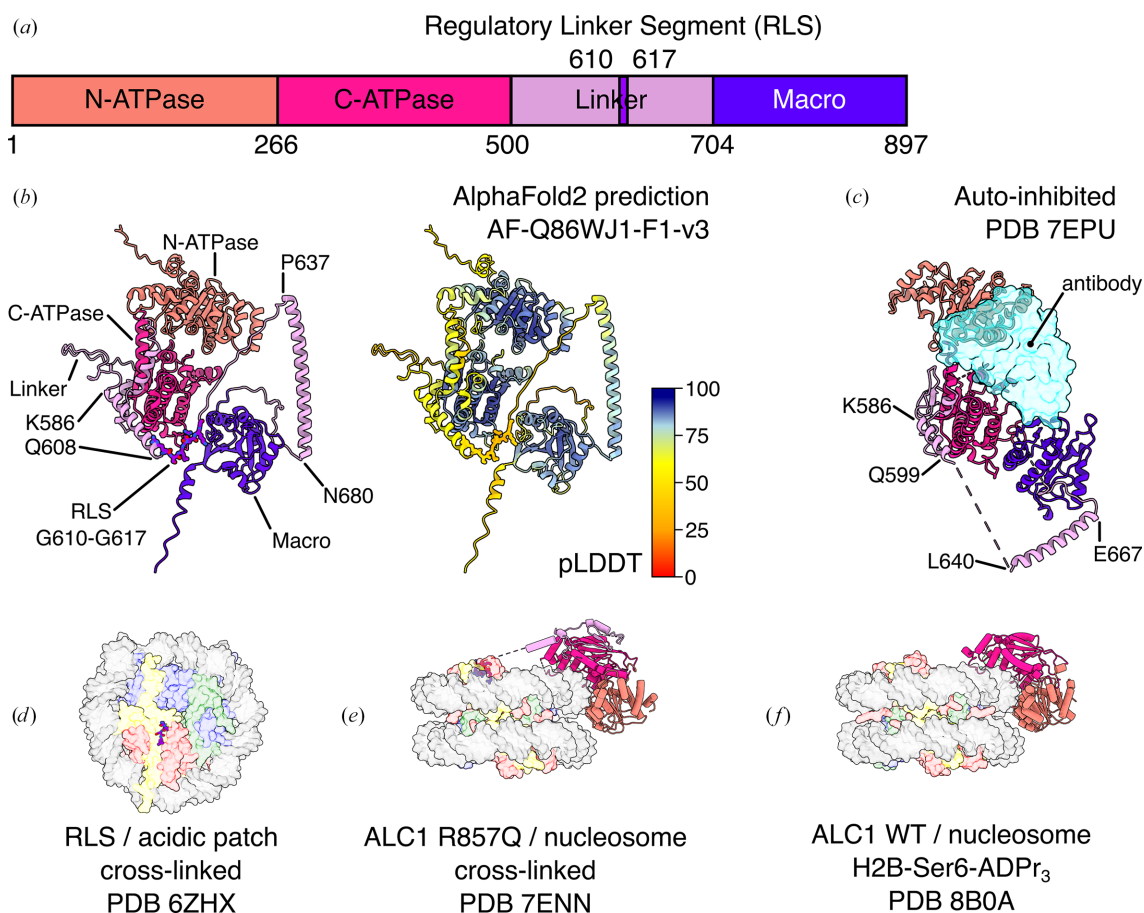 (a)
Regulatory Linker Segment (RLS)
610 617
N-ATPase C-ATPase Linker Macro
1 266 500 704 897
(b)
AlphaFold2 prediction
AF-Q86WJ1-F1-v3
N-ATPase
P637
C-ATPase
Linker
K586
Q608
RLS
G610-G617
N680
Macro
100
75
50
25
0
pLDDT
(c)
Auto-inhibited
PDB 7EPU
antibody
K586
Q599
L640
E667
(d)
RLS / acidic patch
cross-linked
PDB 6ZHX
(e)
ALC1 R857Q / nucleosome
cross-linked
PDB 7ENN
(f)
ALC1 WT / nucleosome
H2B-Ser6-ADPr₃
PDB 8B0A